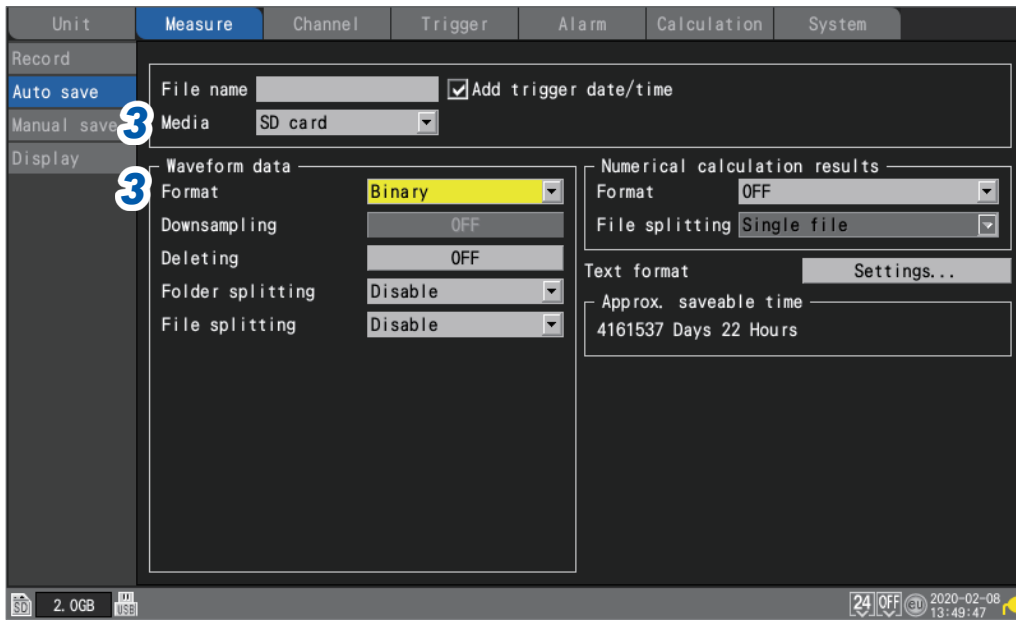 Unit Measure Channel Trigger Alarm Calculation System
Record
Auto save
Manual save
Display
File name Add trigger date/time
3 Media SD card
Waveform data
3 Format Binary
Downsampling OFF
Deleting OFF
Folder splitting Disable
File splitting Disable
Numerical calculation results
Format OFF
File splitting Single file
Text format Settings...
Approx. saveable time
4161537 Days 22 Hours
SD 2.0GB USB 24 OFF eu 2020-02-08
13:49:47